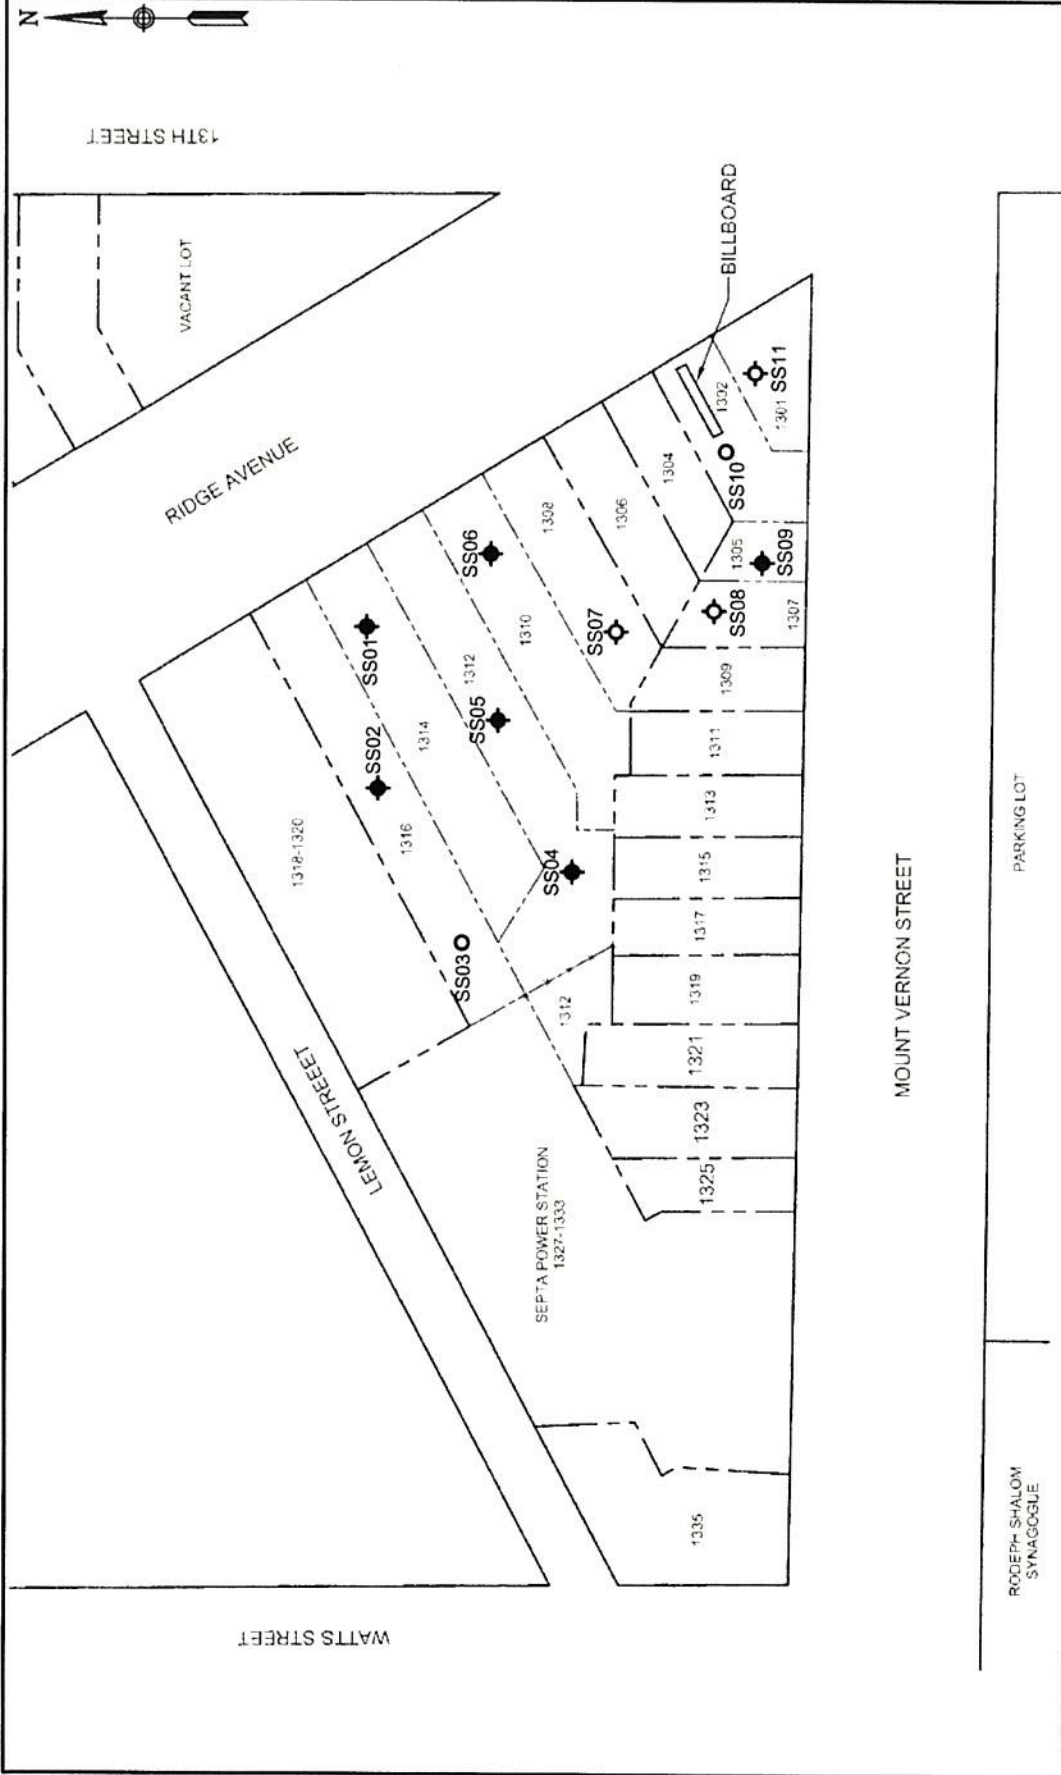 N
13TH STREET
VACANT LOT
RIDGE AVENUE
BILLBOARD
1302
1301
SS11
SS10
1304
1306
1308
1305
SS09
SS08
1307
SS07
SS06
1310
SS01
1312
SS05
1314
SS02
1316
1318-1320
SS04
SS03
1309
1311
1313
1315
1317
1319
1312
1321
1323
1325
LEMON STREEET
SEPTA POWER STATION
1327-1333
1335
WATTS STREET
MOUNT VERNON STREET
PARKING LOT
RODEPH SHALOM
SYNAGOGUE